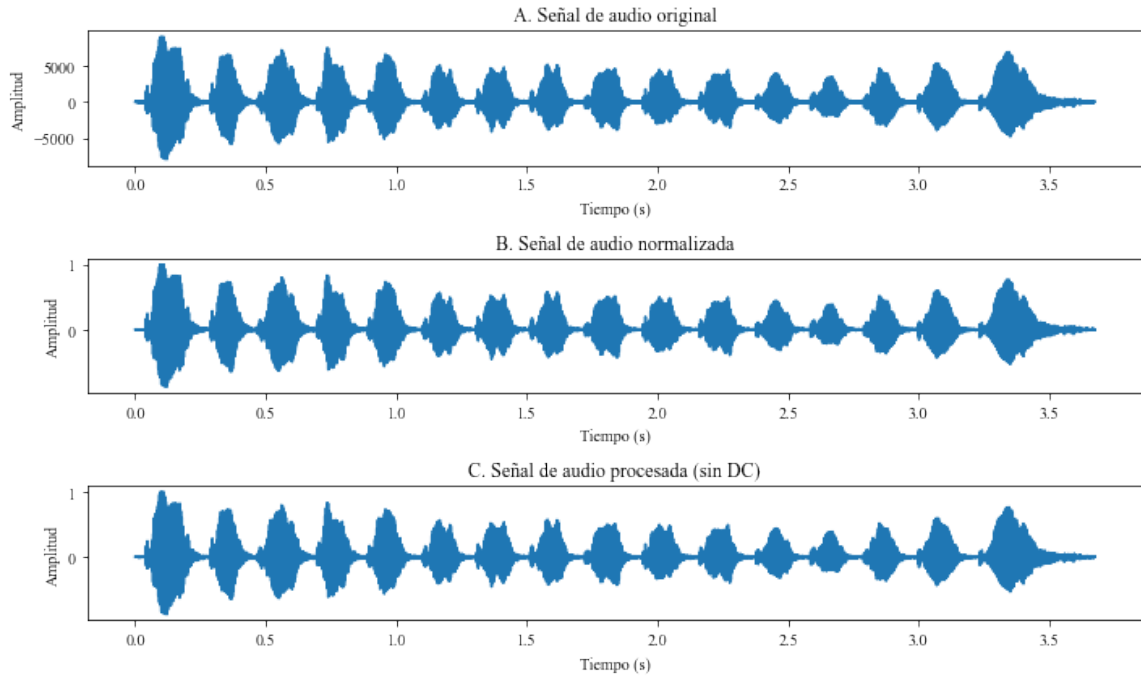 A. Señal de audio original
Amplitud
5000
0
−5000
0.0 0.5 1.0 1.5 2.0 2.5 3.0 3.5
Tiempo (s)
B. Señal de audio normalizada
Amplitud
1
0
0.0 0.5 1.0 1.5 2.0 2.5 3.0 3.5
Tiempo (s)
C. Señal de audio procesada (sin DC)
Amplitud
1
0
0.0 0.5 1.0 1.5 2.0 2.5 3.0 3.5
Tiempo (s)